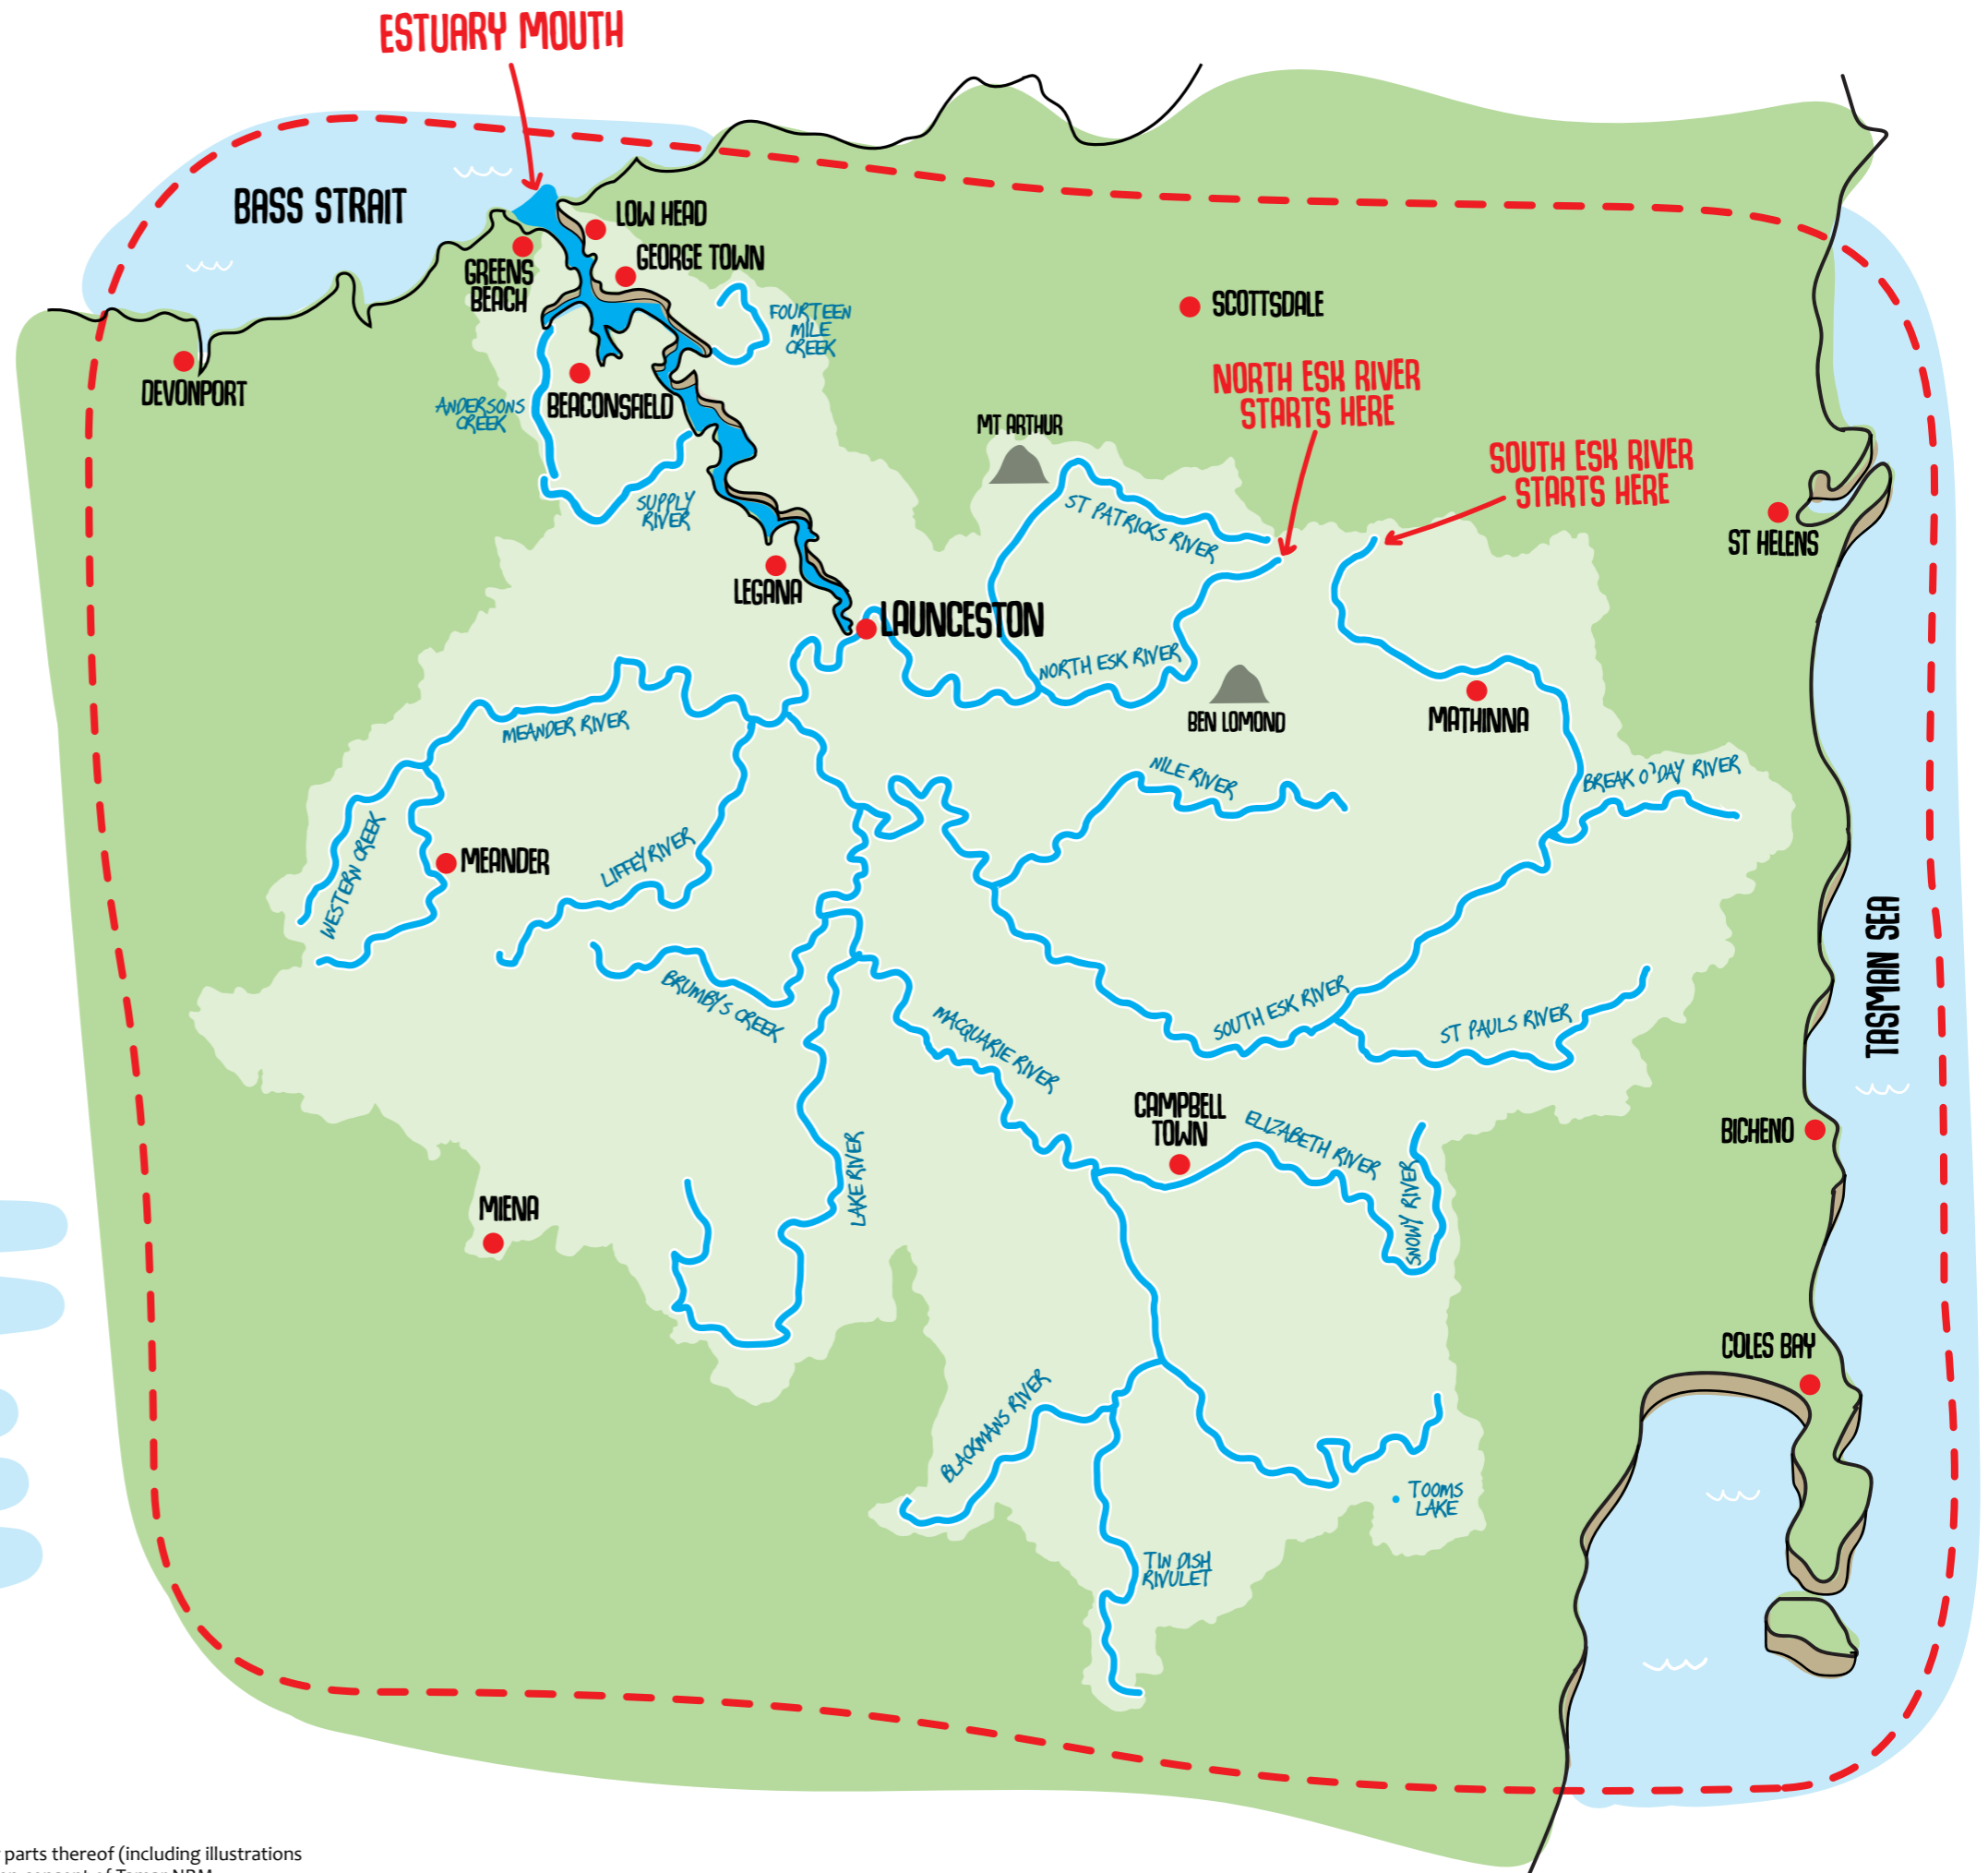 ESTUARY MOUTH
BASS STRAIT
LOW HEAD
GEORGE TOWN
GREENS
BEACH
FOURTEEN
MILE
CREEK
SCOTTSDALE
DEVONPORT
ANDERSONS
CREEK
BEACONSFIELD
NORTH ESK RIVER
STARTS HERE
MT ARTHUR
SOUTH ESK RIVER
STARTS HERE
SUPPLY
RIVER
ST PATRICKS RIVER
ST HELENS
LEGANA
LAUNCESTON
NORTH ESK RIVER
MEANDER RIVER
BEN LOMOND
MATHINNA
NILE RIVER
BREAK O'DAY RIVER
WESTERN CREEK
MEANDER
LIFFEY RIVER
TASMAN SEA
BRUMBY'S CREEK
MACQUARIE RIVER
SOUTH ESK RIVER
ST PAULS RIVER
CAMPBELL
TOWN
ELIZABETH RIVER
BICHENO
LAKE RIVER
SNOWY RIVER
MIENA
COLES BAY
BLACKMANS RIVER
TOOMS
LAKE
TIN DISH
RIVULET
parts thereof (including illustrations
consent of Tamar NRM